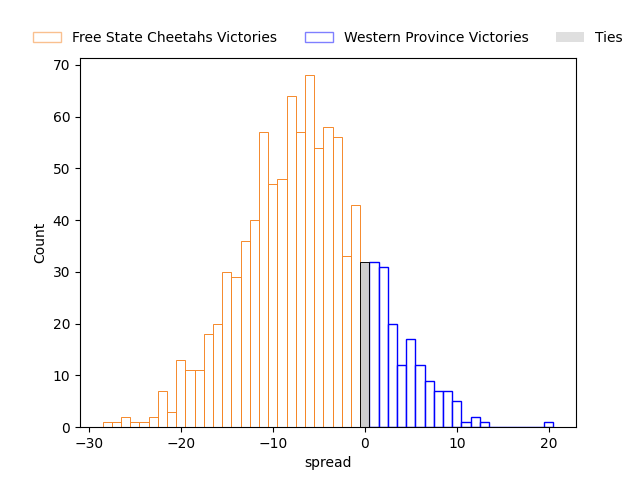 Free State Cheetahs Victories Western Province Victories Ties
70
60
50
40
30
20
10
0
Count
−30 −20 −10 0 10 20
spread